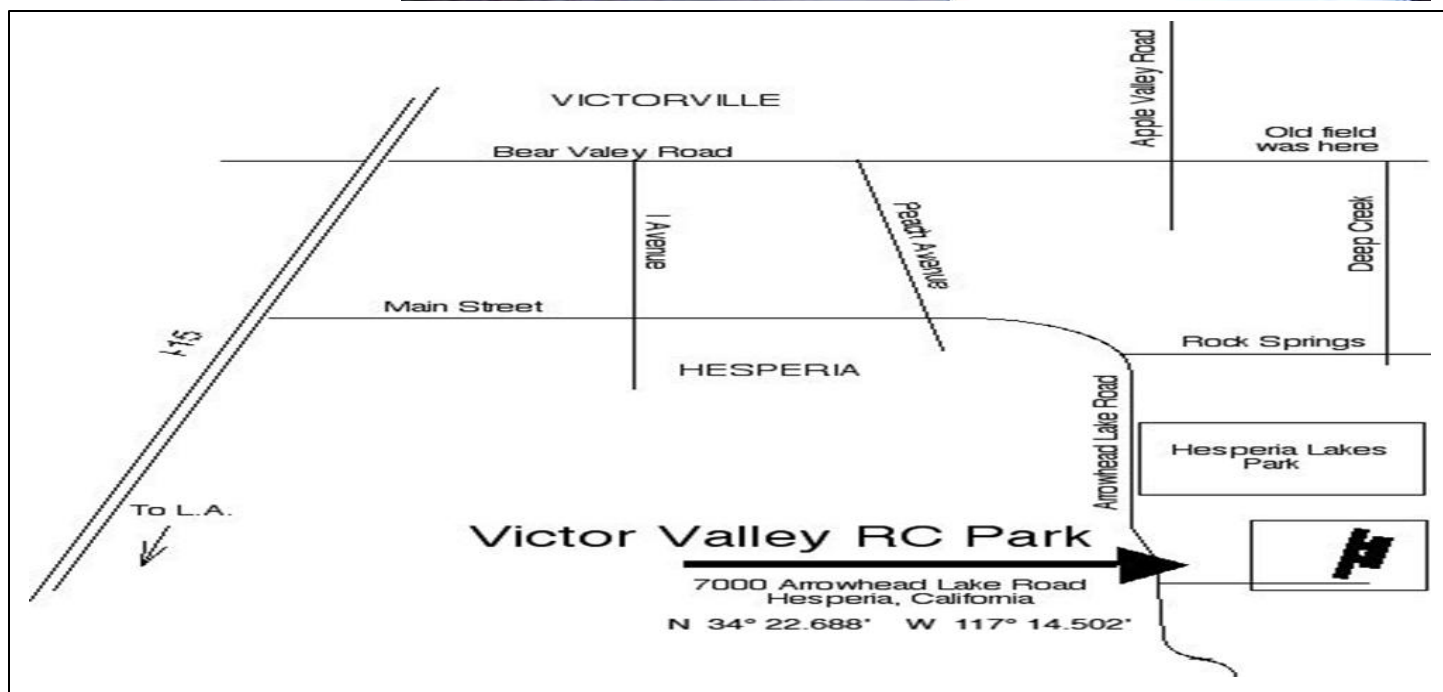 VICTORVILLE
Apple Valley Road
Old field
was here
Bear Valey Road
I Avenue
Peach Avenue
Deep Creek
Main Street
I-15
Rock Springs
HESPERIA
Arrowhead Lake Road
Hesperia Lakes
Park
To L.A.
Victor Valley RC Park
7000 Arrowhead Lake Road
Hesperia, California
N 34° 22.688' W 117° 14.502'